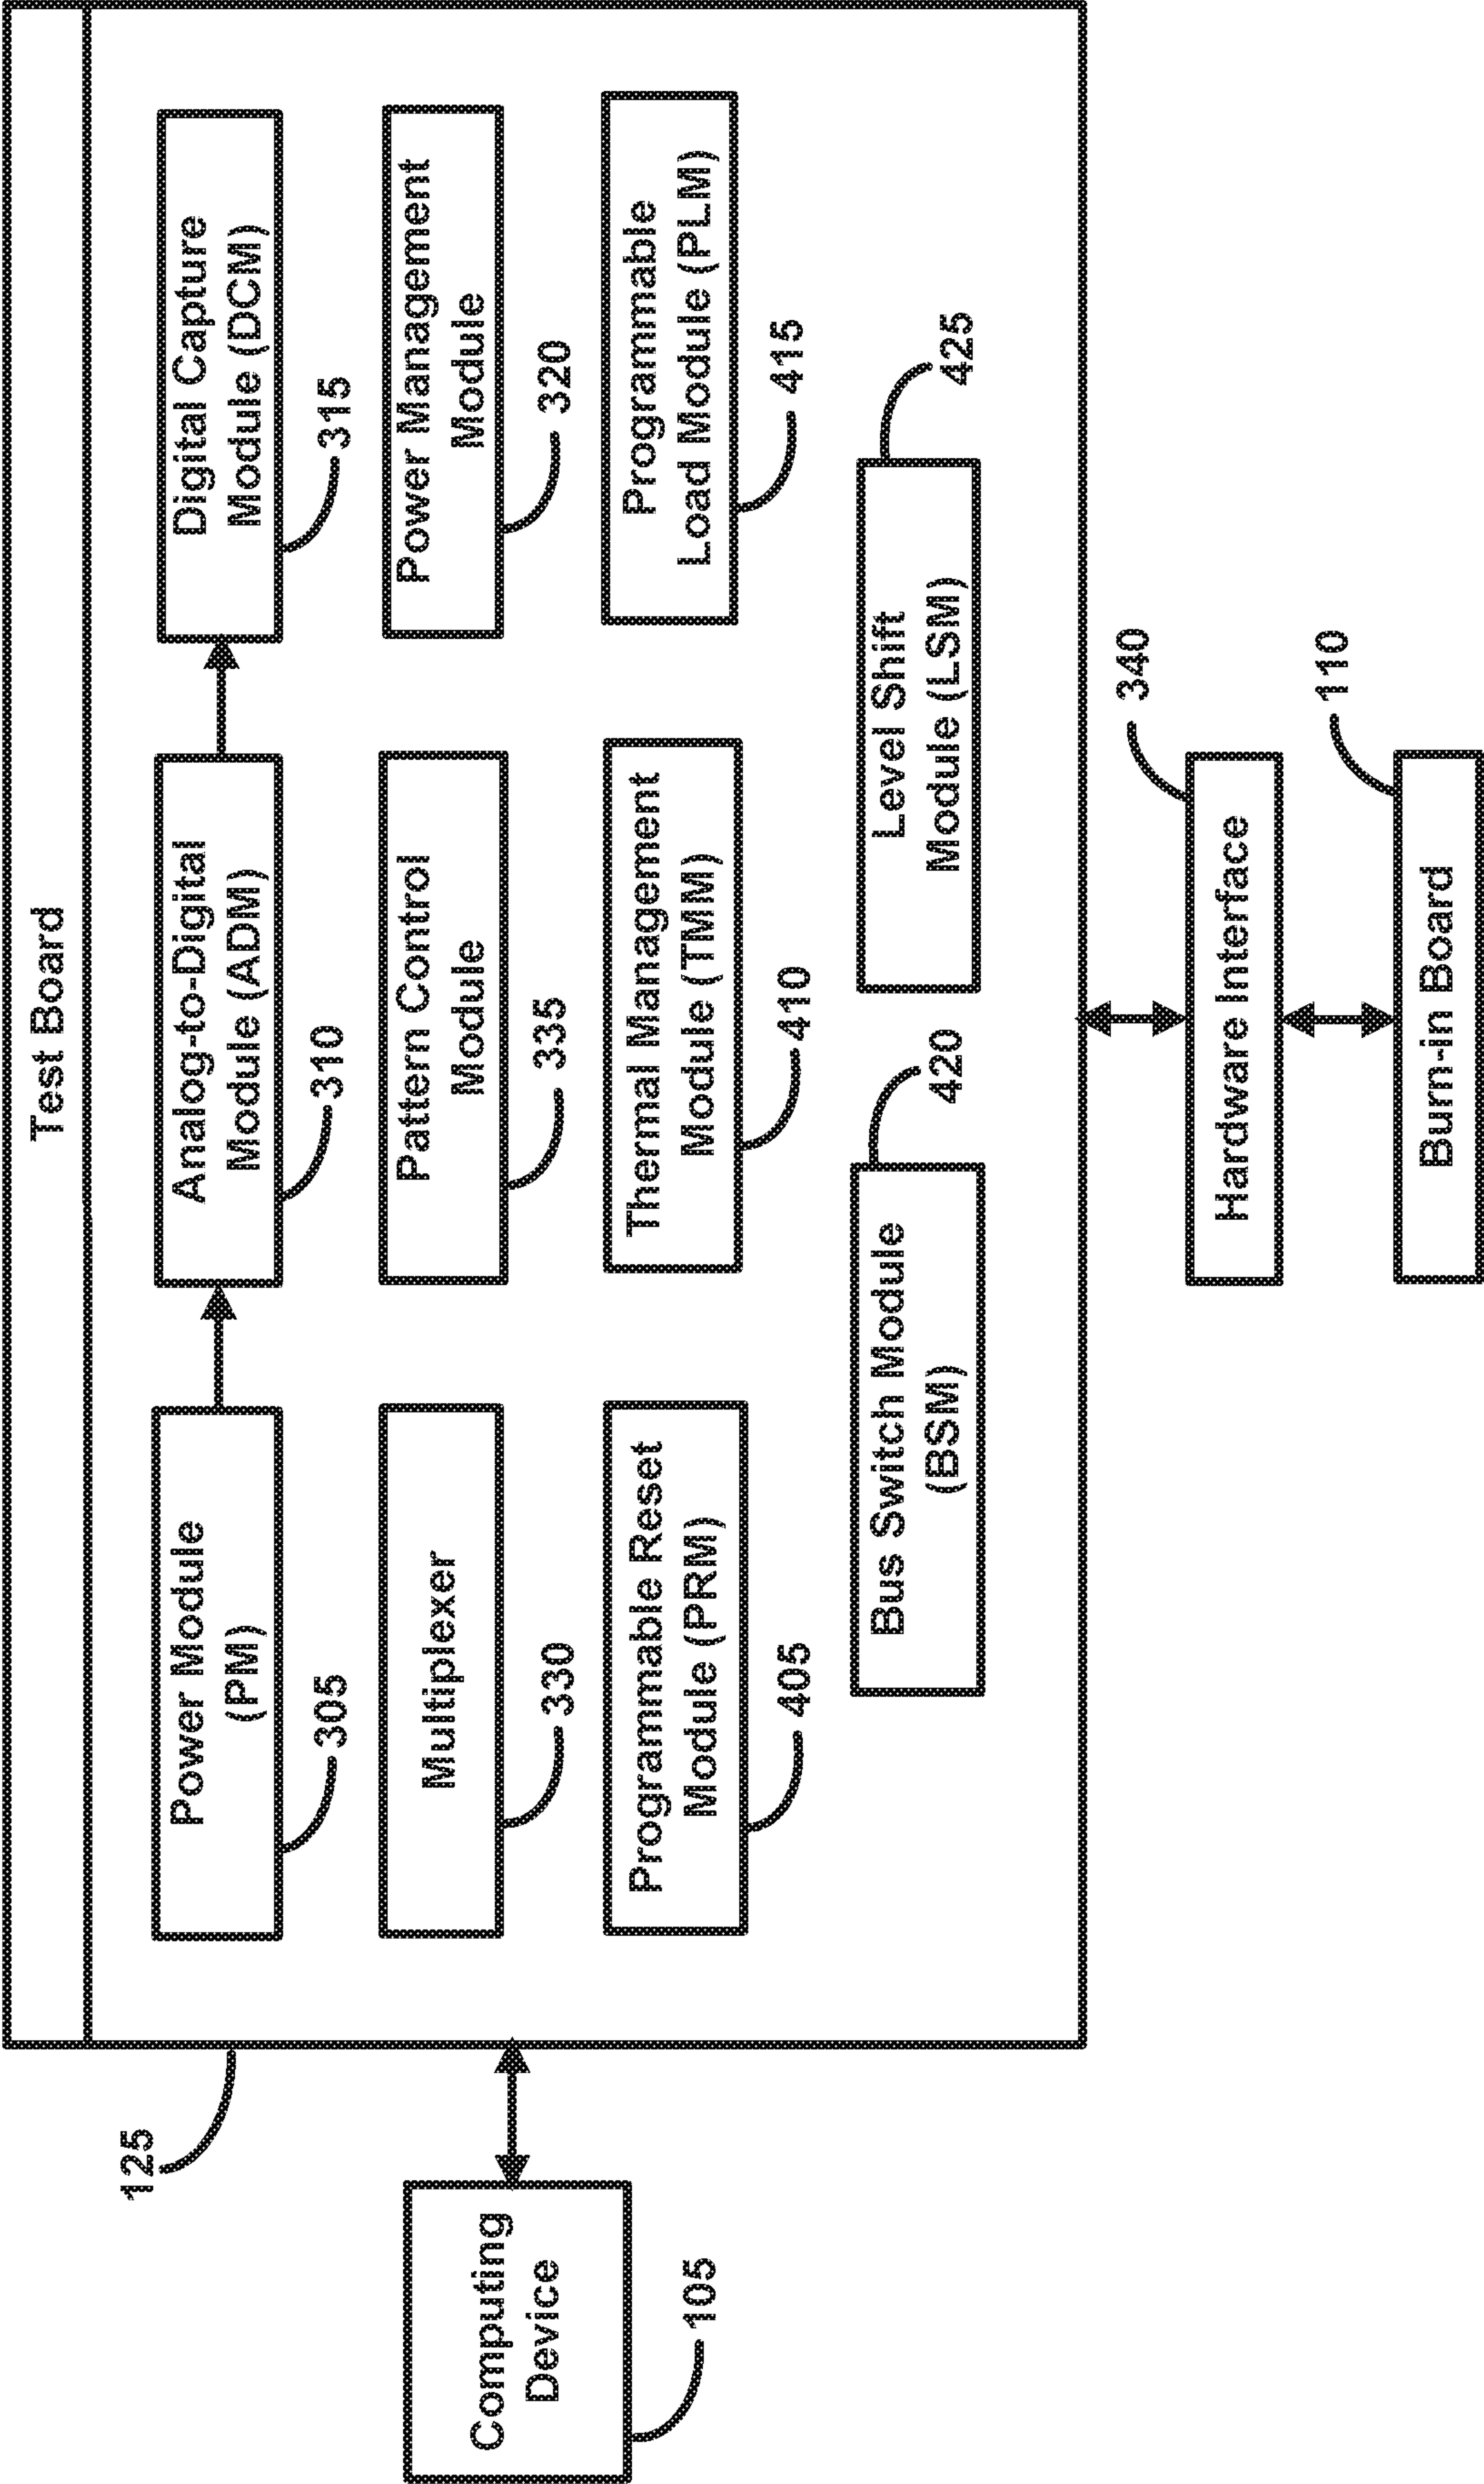 Test Board
125
Power Module
(PM)
305
Analog-to-Digital
Module (ADM)
310
Digital Capture
Module (DCM)
315
Computing
Device
105
Multiplexer
330
Pattern Control
Module
335
Power Management
Module
320
Programmable Reset
Module (PRM)
405
Thermal Management
Module (TMM)
410
Programmable
Load Module (PLM)
415
Bus Switch Module
(BSM)
420
Level Shift
Module (LSM)
425
Hardware Interface
340
Burn-in Board
110